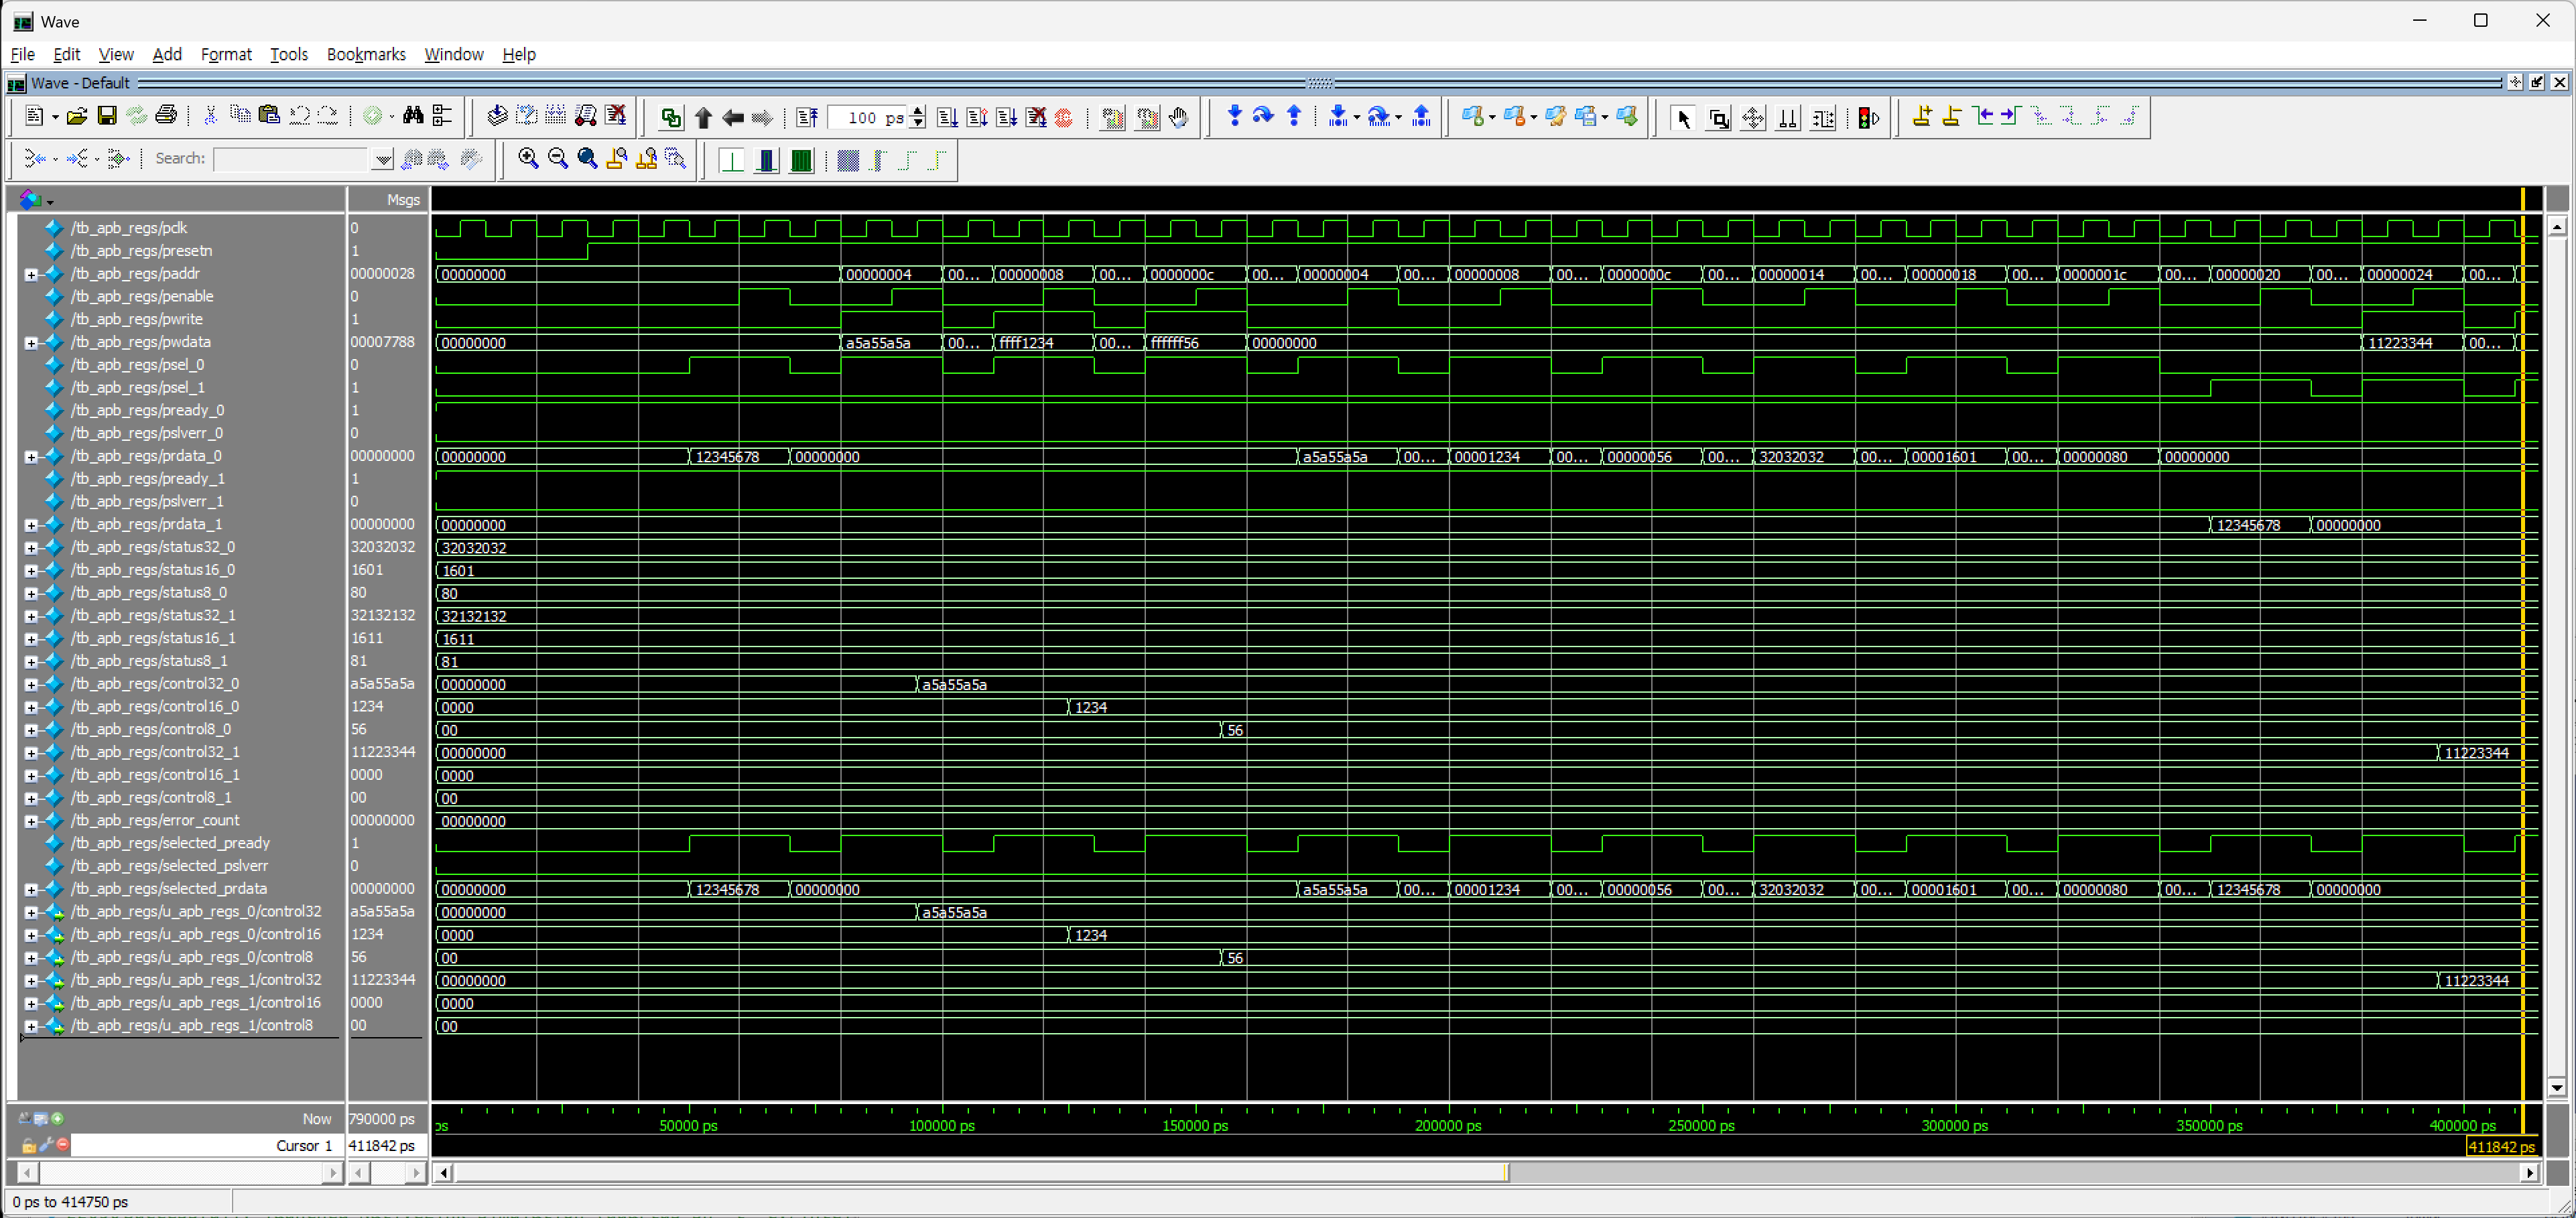 Wave
File Edit View Add Format Tools Bookmarks Window Help
Wave - Default
100 ps
Search:
Msgs
/tb_apb_regs/pclk 0
/tb_apb_regs/presetn 1
/tb_apb_regs/paddr 00000028 00000000 00000004 00... 00000008 00... 0000000c 00... 00000004 00... 00000008 00... 0000000c 00... 00000014 00... 00000018 00... 0000001c 00... 00000020 00... 00000024 00...
/tb_apb_regs/penable 0
/tb_apb_regs/pwrite 1
/tb_apb_regs/pwdata 00007788 00000000 a5a55a5a 00... ffff1234 00... ffffff56 00000000 11223344 00...
/tb_apb_regs/psel_0 0
/tb_apb_regs/psel_1 1
/tb_apb_regs/pready_0 1
/tb_apb_regs/pslverr_0 0
/tb_apb_regs/prdata_0 00000000 00000000 12345678 00000000 a5a55a5a 00... 00001234 00... 00000056 00... 32032032 00... 00001601 00... 00000080 00000000
/tb_apb_regs/pready_1 1
/tb_apb_regs/pslverr_1 0
/tb_apb_regs/prdata_1 00000000 00000000 12345678 00000000
/tb_apb_regs/status32_0 32032032 32032032
/tb_apb_regs/status16_0 1601 1601
/tb_apb_regs/status8_0 80 80
/tb_apb_regs/status32_1 32132132 32132132
/tb_apb_regs/status16_1 1611 1611
/tb_apb_regs/status8_1 81 81
/tb_apb_regs/control32_0 a5a55a5a 00000000 a5a55a5a
/tb_apb_regs/control16_0 1234 0000 1234
/tb_apb_regs/control8_0 56 00 56
/tb_apb_regs/control32_1 11223344 00000000 11223344
/tb_apb_regs/control16_1 0000 0000
/tb_apb_regs/control8_1 00 00
/tb_apb_regs/error_count 00000000 00000000
/tb_apb_regs/selected_pready 1
/tb_apb_regs/selected_pslverr 0
/tb_apb_regs/selected_prdata 00000000 00000000 12345678 00000000 a5a55a5a 00... 00001234 00... 00000056 00... 32032032 00... 00001601 00... 00000080 00... 12345678 00000000
/tb_apb_regs/u_apb_regs_0/control32 a5a55a5a 00000000 a5a55a5a
/tb_apb_regs/u_apb_regs_0/control16 1234 0000 1234
/tb_apb_regs/u_apb_regs_0/control8 56 00 56
/tb_apb_regs/u_apb_regs_1/control32 11223344 00000000 11223344
/tb_apb_regs/u_apb_regs_1/control16 0000 0000
/tb_apb_regs/u_apb_regs_1/control8 00 00
Now 790000 ps ps 50000 ps 100000 ps 150000 ps 200000 ps 250000 ps 300000 ps 350000 ps 400000 ps
Cursor 1 411842 ps 411842 ps
0 ps to 414750 ps